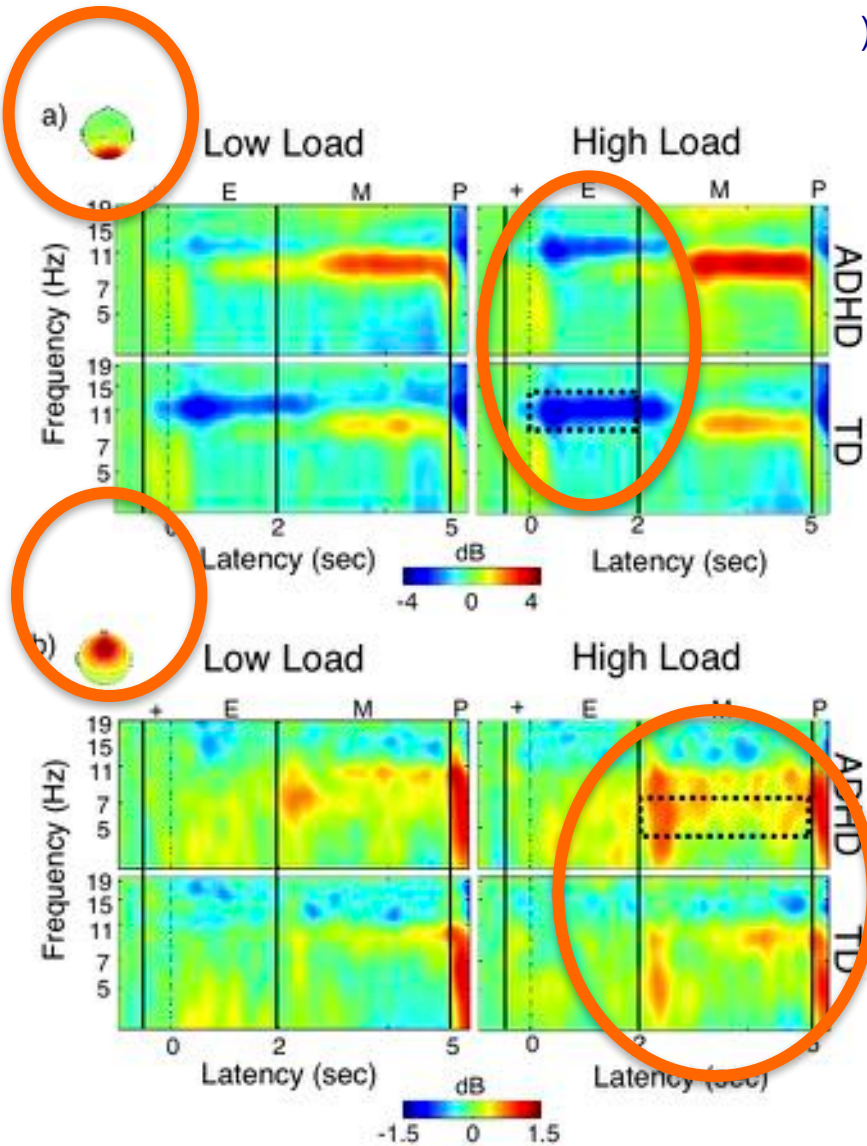 )
a)
Low Load
High Load
E M P
+ E M P
Frequency (Hz)
19
15
11
7
5
ADHD
19
15
11
7
5
TD
0 2 5
0 2 5
Latency (sec)
Latency (sec)
dB
-4 0 4
b)
Low Load
High Load
+ E M P
+ E M P
Frequency (Hz)
19
15
11
7
5
ADHD
19
15
11
7
5
TD
0 2 5
0 2 5
Latency (sec)
Latency (sec)
dB
-1.5 0 1.5